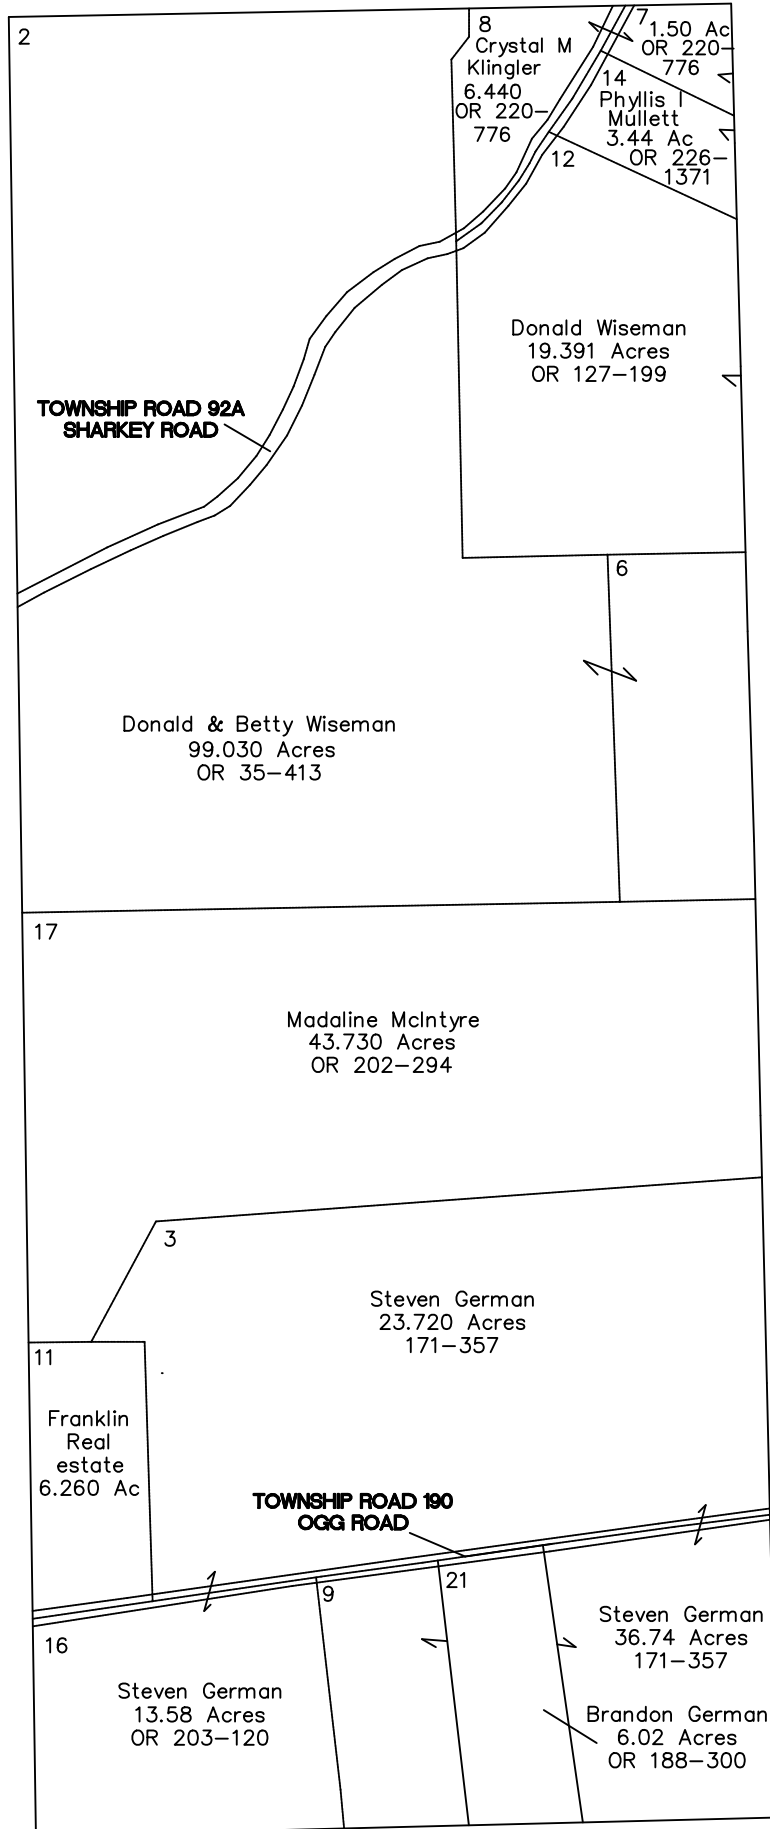 2
8
Crystal M
Klingler
6.440
OR 220-
776
7
1.50 Ac
OR 220-
776
14
Phyllis I
Mullett
3.44 Ac
OR 226-
1371
12
Donald Wiseman
19.391 Acres
OR 127-199
TOWNSHIP ROAD 92A
SHARKEY ROAD
6
Donald & Betty Wiseman
99.030 Acres
OR 35-413
17
Madaline McIntyre
43.730 Acres
OR 202-294
3
Steven German
23.720 Acres
171-357
11
Franklin
Real
estate
6.260 Ac
TOWNSHIP ROAD 190
OGG ROAD
9
21
16
Steven German
36.74 Acres
171-357
Steven German
13.58 Acres
OR 203-120
Brandon German
6.02 Acres
OR 188-300